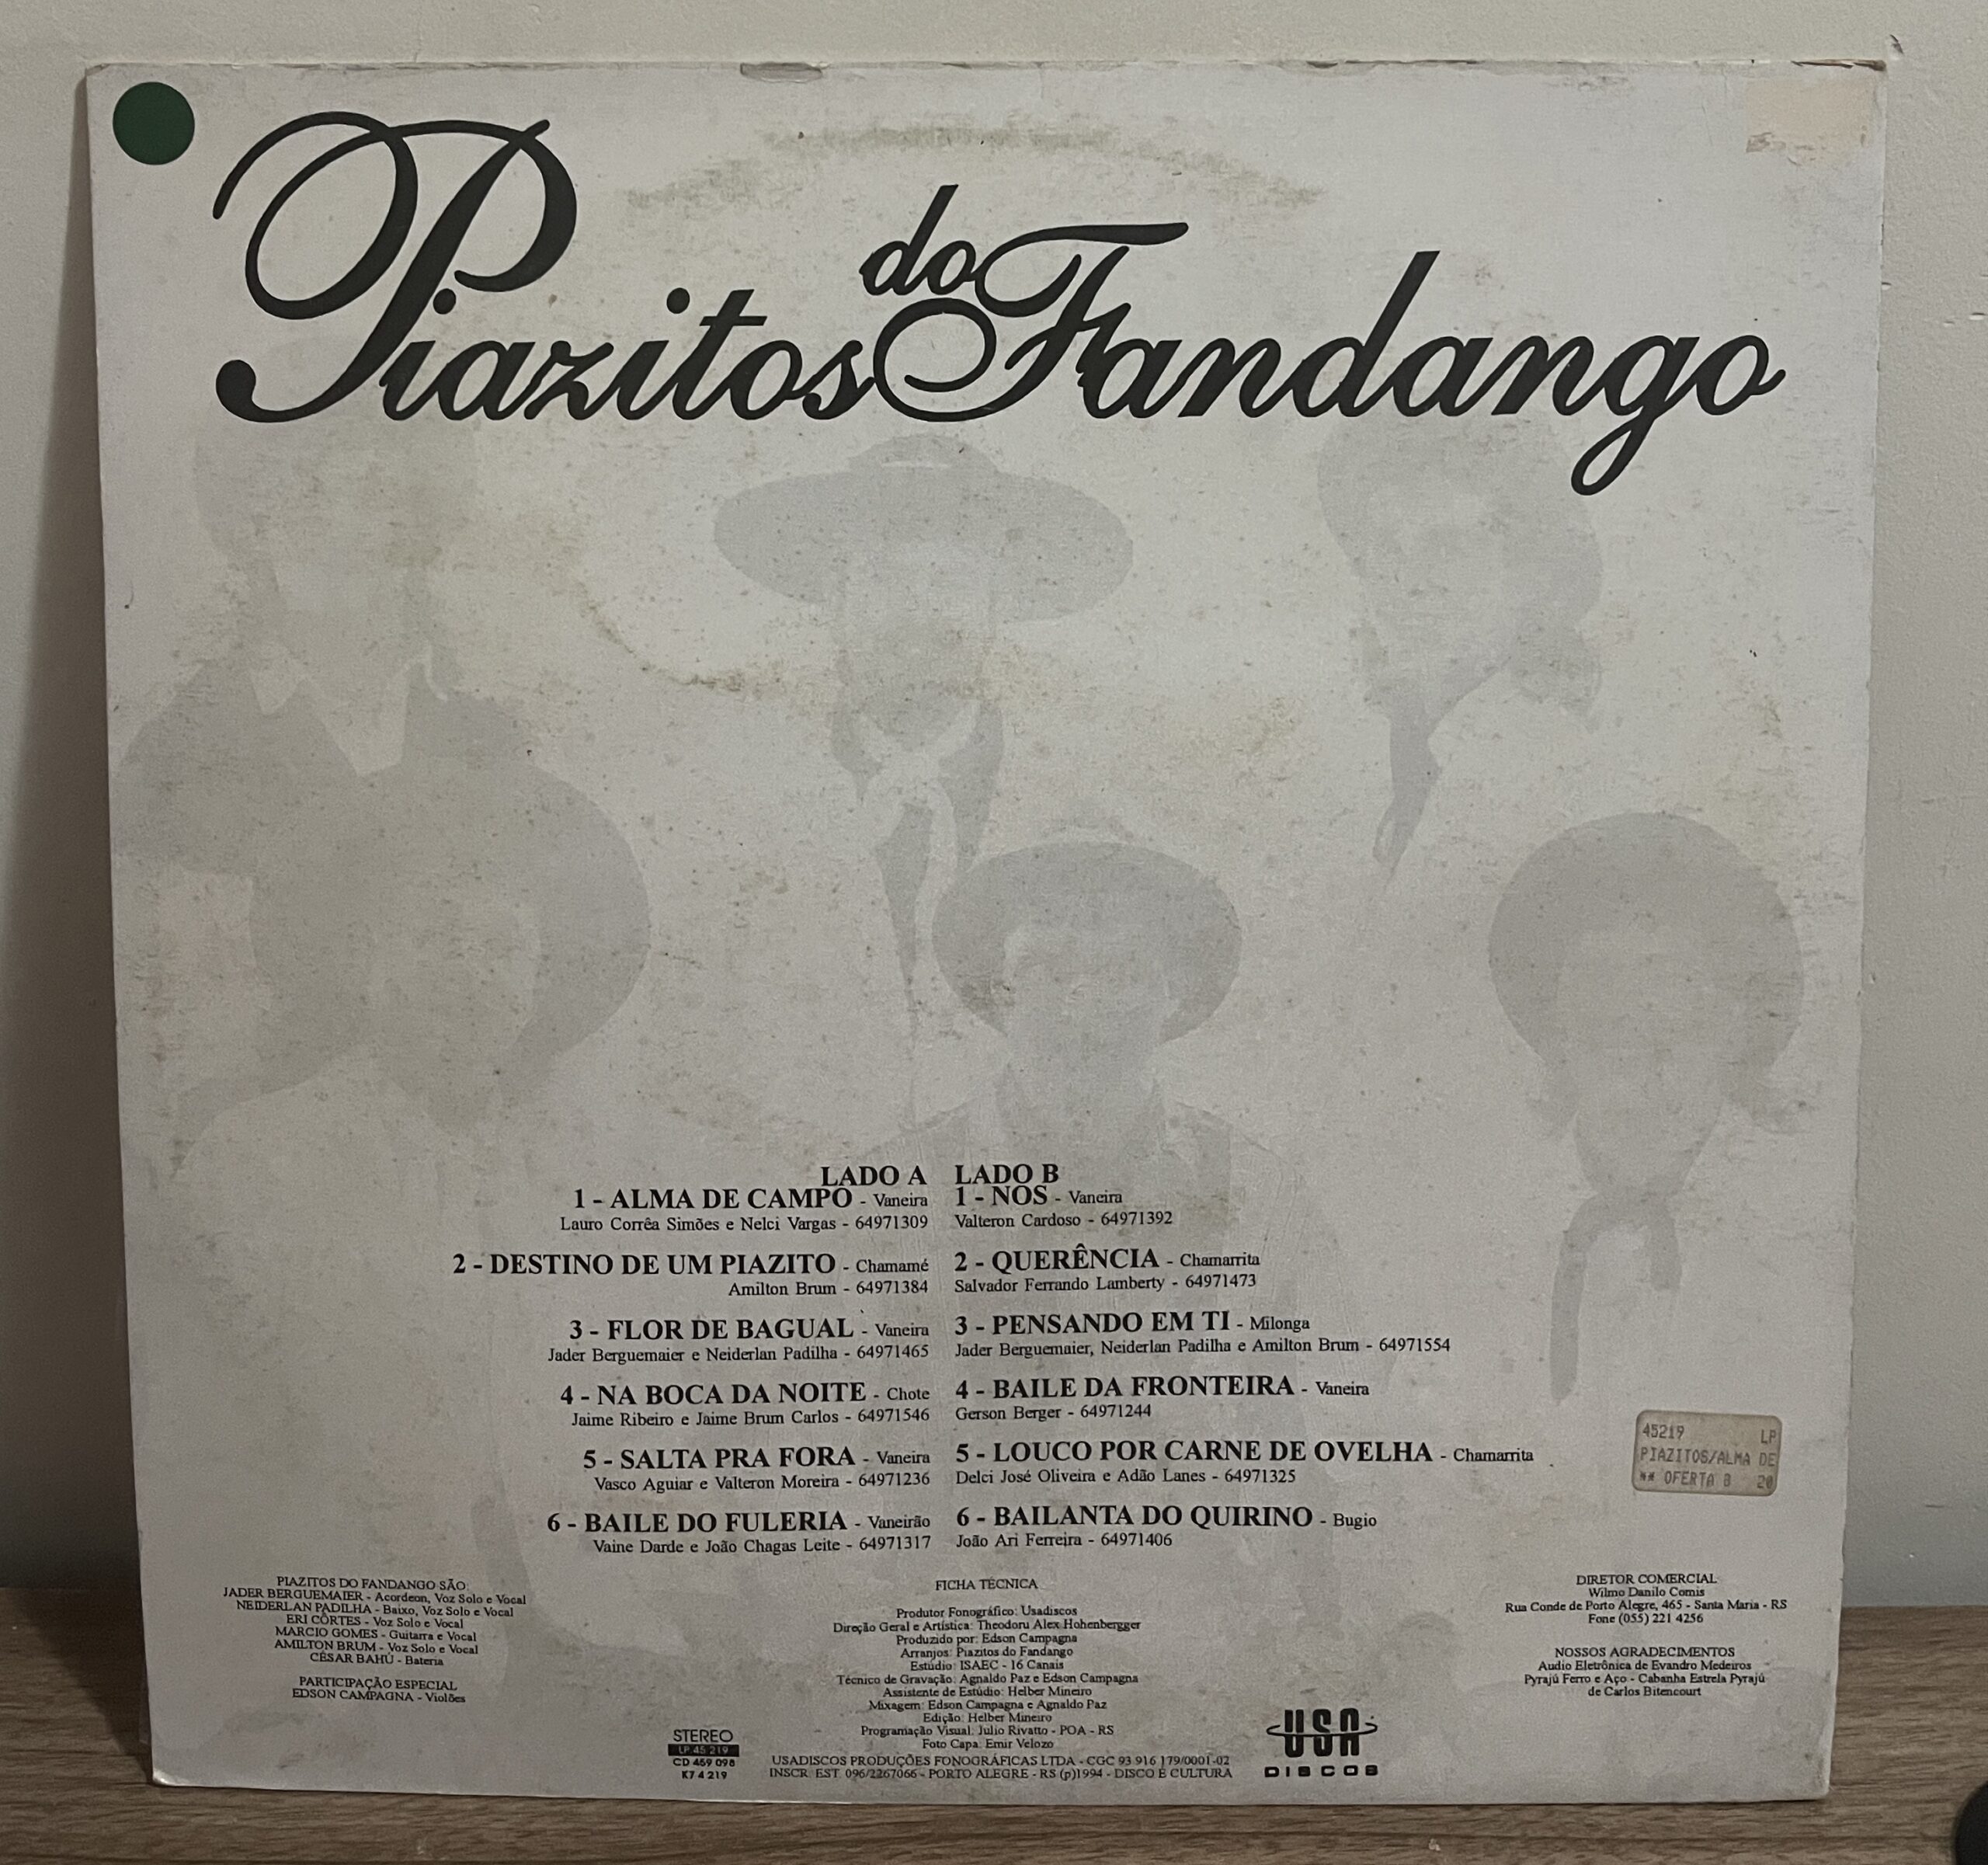 Piazitos do Fandango
LADO A
1 - ALMA DE CAMPO - Vaneira
Lauro Corrêa Simões e Nelci Vargas - 64971309
2 - DESTINO DE UM PIAZITO - Chamamé
Amilton Brum - 64971384
3 - FLOR DE BAGUAL - Vaneira
Jader Berguemaier e Neiderlan Padilha - 64971465
4 - NA BOCA DA NOITE - Chote
Jaime Ribeiro e Jaime Brum Carlos - 64971546
5 - SALTA PRA FORA - Vaneira
Vasco Aguiar e Valteron Moreira - 64971236
6 - BAILE DO FULERIA - Vaneirão
Vaine Darde e João Chagas Leite - 64971317
LADO B
1 - NOS - Vaneira
Valteron Cardoso - 64971392
2 - QUERÊNCIA - Chamarrita
Salvador Ferrando Lamberty - 64971473
3 - PENSANDO EM TI - Milonga
Jader Berguemaier, Neiderlan Padilha e Amilton Brum - 64971554
4 - BAILE DA FRONTEIRA - Vaneira
Gerson Berger - 64971244
5 - LOUCO POR CARNE DE OVELHA - Chamarrita
Delci José Oliveira e Adão Lanes - 64971325
6 - BAILANTA DO QUIRINO - Bugio
João Ari Ferreira - 64971406
45219 LP
PIAZITOS/ALMA DE
** OFERTA B 20
PIAZITOS DO FANDANGO SÃO:
JADER BERGUEMAIER - Acordeon, Voz Solo e Vocal
NEIDERLAN PADILHA - Baixo, Voz Solo e Vocal
ERI CÔRTES - Voz Solo e Vocal
MARCIO GOMES - Guitarra e Vocal
AMILTON BRUM - Voz Solo e Vocal
CÉSAR BAHÚ - Bateria
PARTICIPAÇÃO ESPECIAL
EDSON CAMPAGNA - Violões
FICHA TÉCNICA
Produtor Fonográfico: Usadiscos
Direção Geral e Artística: Theodoru Alex Hohenbergger
Produzido por: Edson Campagna
Arranjos: Piazitos do Fandango
Estúdio: ISAEC - 16 Canais
Técnico de Gravação: Agnaldo Paz e Edson Campagna
Assistente de Estúdio: Helber Mineiro
Mixagem: Edson Campagna e Agnaldo Paz
Edição: Helber Mineiro
Programação Visual: Julio Rivatto - POA - RS
Foto Capa: Emir Velozo
USADISCOS PRODUÇÕES FONOGRÁFICAS LTDA - CGC 93 916 179/0001-02
INSCR. EST. 096/2267066 - PORTO ALEGRE - RS (p)1994 - DISCO É CULTURA
STEREO
LP 45 219
CD 459 098
K7 4 219
USA
DISCOS
DIRETOR COMERCIAL
Wilmo Danilo Comis
Rua Conde de Porto Alegre, 465 - Santa Maria - RS
Fone (055) 221 4256
NOSSOS AGRADECIMENTOS
Audio Eletrônica de Evandro Medeiros
Pyrajú Ferro e Aço - Cabanha Estrela Pyrajú
de Carlos Bitencourt